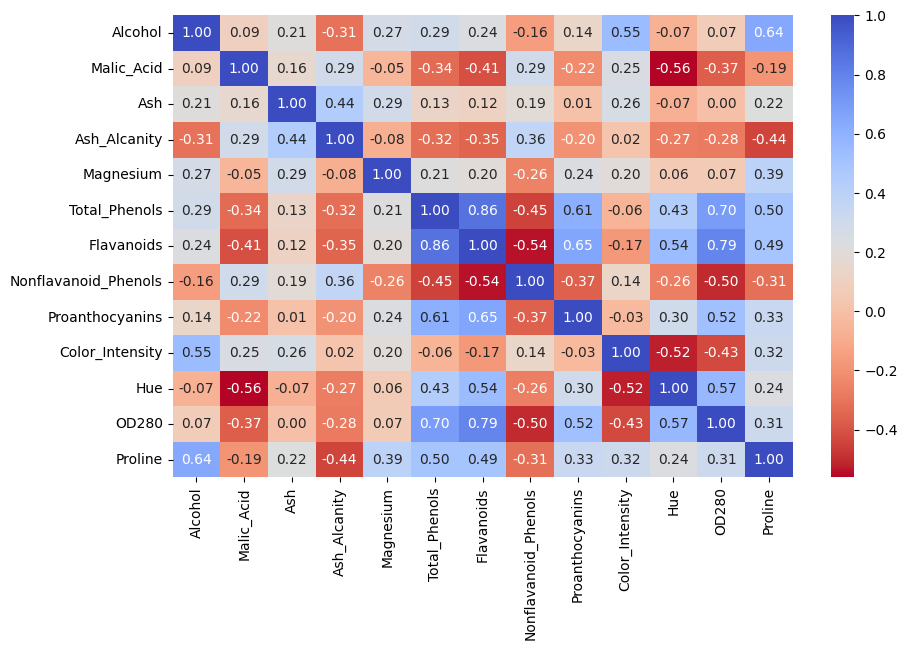 Alcohol 1.00 0.09 0.21 -0.31 0.27 0.29 0.24 -0.16 0.14 0.55 -0.07 0.07 0.64
Malic_Acid 0.09 1.00 0.16 0.29 -0.05 -0.34 -0.41 0.29 -0.22 0.25 -0.56 -0.37 -0.19
Ash 0.21 0.16 1.00 0.44 0.29 0.13 0.12 0.19 0.01 0.26 -0.07 0.00 0.22
Ash_Alcanity -0.31 0.29 0.44 1.00 -0.08 -0.32 -0.35 0.36 -0.20 0.02 -0.27 -0.28 -0.44
Magnesium 0.27 -0.05 0.29 -0.08 1.00 0.21 0.20 -0.26 0.24 0.20 0.06 0.07 0.39
Total_Phenols 0.29 -0.34 0.13 -0.32 0.21 1.00 0.86 -0.45 0.61 -0.06 0.43 0.70 0.50
Flavanoids 0.24 -0.41 0.12 -0.35 0.20 0.86 1.00 -0.54 0.65 -0.17 0.54 0.79 0.49
Nonflavanoid_Phenols -0.16 0.29 0.19 0.36 -0.26 -0.45 -0.54 1.00 -0.37 0.14 -0.26 -0.50 -0.31
Proanthocyanins 0.14 -0.22 0.01 -0.20 0.24 0.61 0.65 -0.37 1.00 -0.03 0.30 0.52 0.33
Color_Intensity 0.55 0.25 0.26 0.02 0.20 -0.06 -0.17 0.14 -0.03 1.00 -0.52 -0.43 0.32
Hue -0.07 -0.56 -0.07 -0.27 0.06 0.43 0.54 -0.26 0.30 -0.52 1.00 0.57 0.24
OD280 0.07 -0.37 0.00 -0.28 0.07 0.70 0.79 -0.50 0.52 -0.43 0.57 1.00 0.31
Proline 0.64 -0.19 0.22 -0.44 0.39 0.50 0.49 -0.31 0.33 0.32 0.24 0.31 1.00
Alcohol
Malic_Acid
Ash
Ash_Alcanity
Magnesium
Total_Phenols
Flavanoids
Nonflavanoid_Phenols
Proanthocyanins
Color_Intensity
Hue
OD280
Proline
1.0
0.8
0.6
0.4
0.2
0.0
−0.2
−0.4